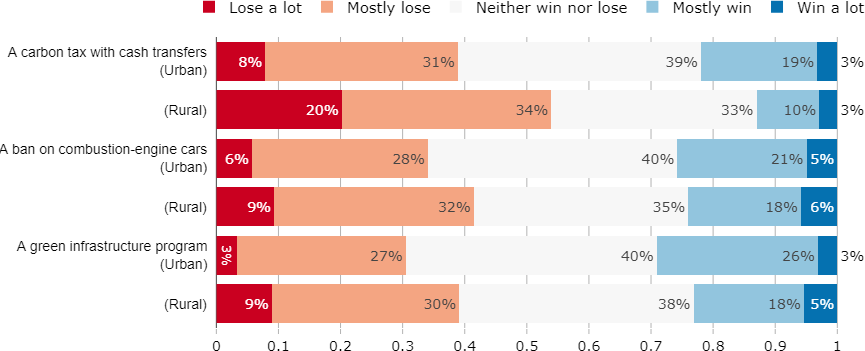 Lose a lot Mostly lose Neither win nor lose Mostly win Win a lot
A carbon tax with cash transfers
(Urban) 8% 31% 39% 19% 3%
(Rural) 20% 34% 33% 10% 3%
A ban on combustion-engine cars
(Urban) 6% 28% 40% 21% 5%
(Rural) 9% 32% 35% 18% 6%
A green infrastructure program
(Urban) 3% 27% 40% 26% 3%
(Rural) 9% 30% 38% 18% 5%
0 0.1 0.2 0.3 0.4 0.5 0.6 0.7 0.8 0.9 1